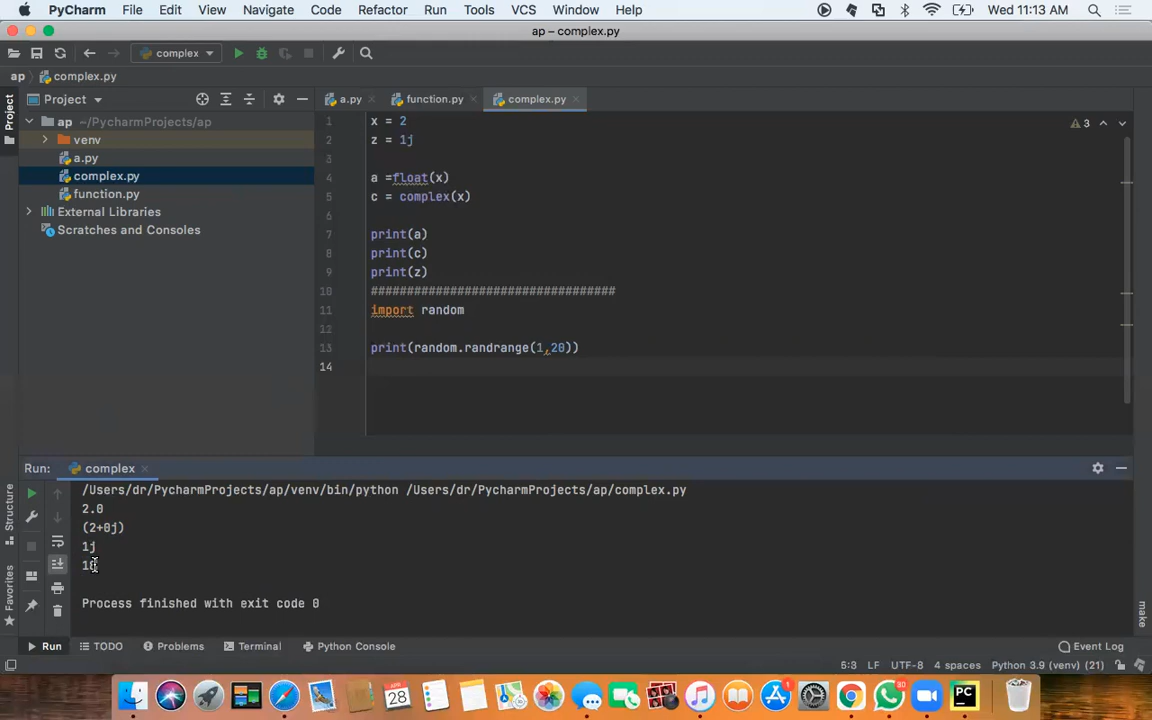 PyCharm File Edit View Navigate Code Refactor Run Tools VCS Window Help Wed 11:13 AM
ap – complex.py
complex
ap complex.py
Project
Project a.py function.py complex.py
ap ~/PycharmProjects/ap
venv
a.py
complex.py
function.py
External Libraries
Scratches and Consoles
3
1 x = 2
2 z = 1j
3
4 a =float(x)
5 c = complex(x)
6
7 print(a)
8 print(c)
9 print(z)
10 ##################################
11 import random
12
13 print(random.randrange(1,20))
14
Run: complex
/Users/dr/PycharmProjects/ap/venv/bin/python /Users/dr/PycharmProjects/ap/complex.py
2.0
(2+0j)
1j
Process finished with exit code 0
Structure
Favorites
make
Run TODO Problems Terminal Python Console Event Log
5:3 LF UTF-8 4 spaces Python 3.9 (venv) (21)
APR
28
1
30
PC